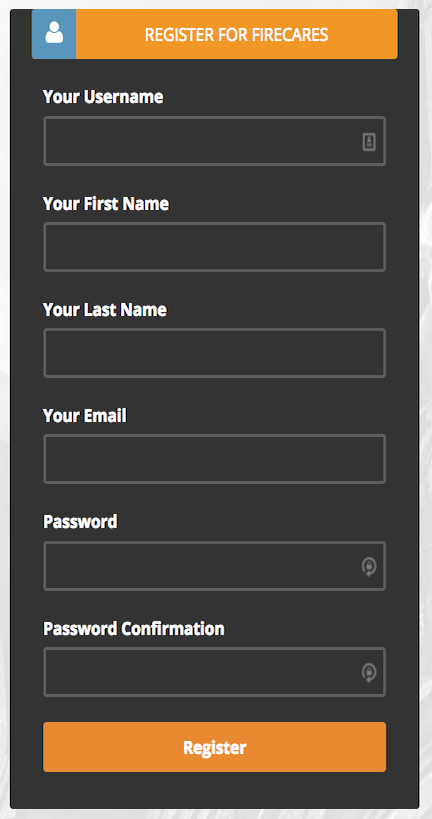 REGISTER FOR FIRECARES
Your Username
Your First Name
Your Last Name
Your Email
Password
Password Confirmation
Register